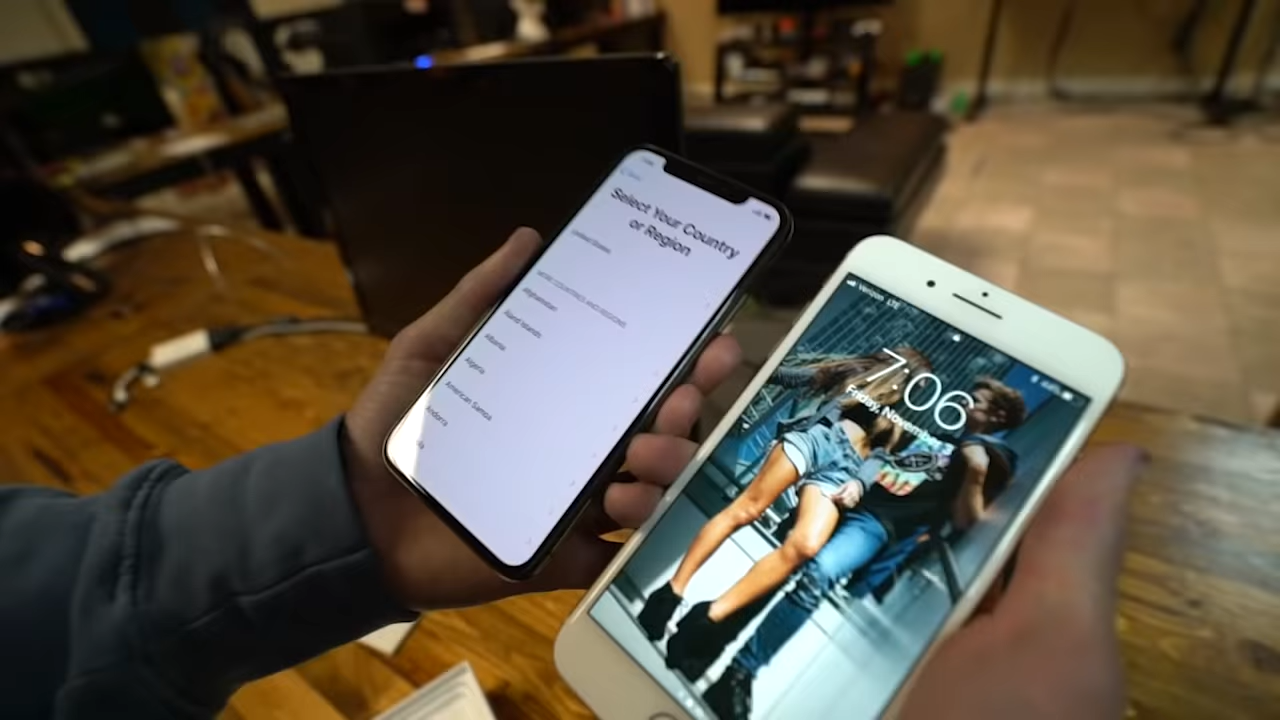 Select Your Country
or Region
United States
MORE COUNTRIES AND REGIONS
Afghanistan
Åland Islands
Albania
Algeria
American Samoa
Andorra
Verizon LTE
7:06
Friday, November